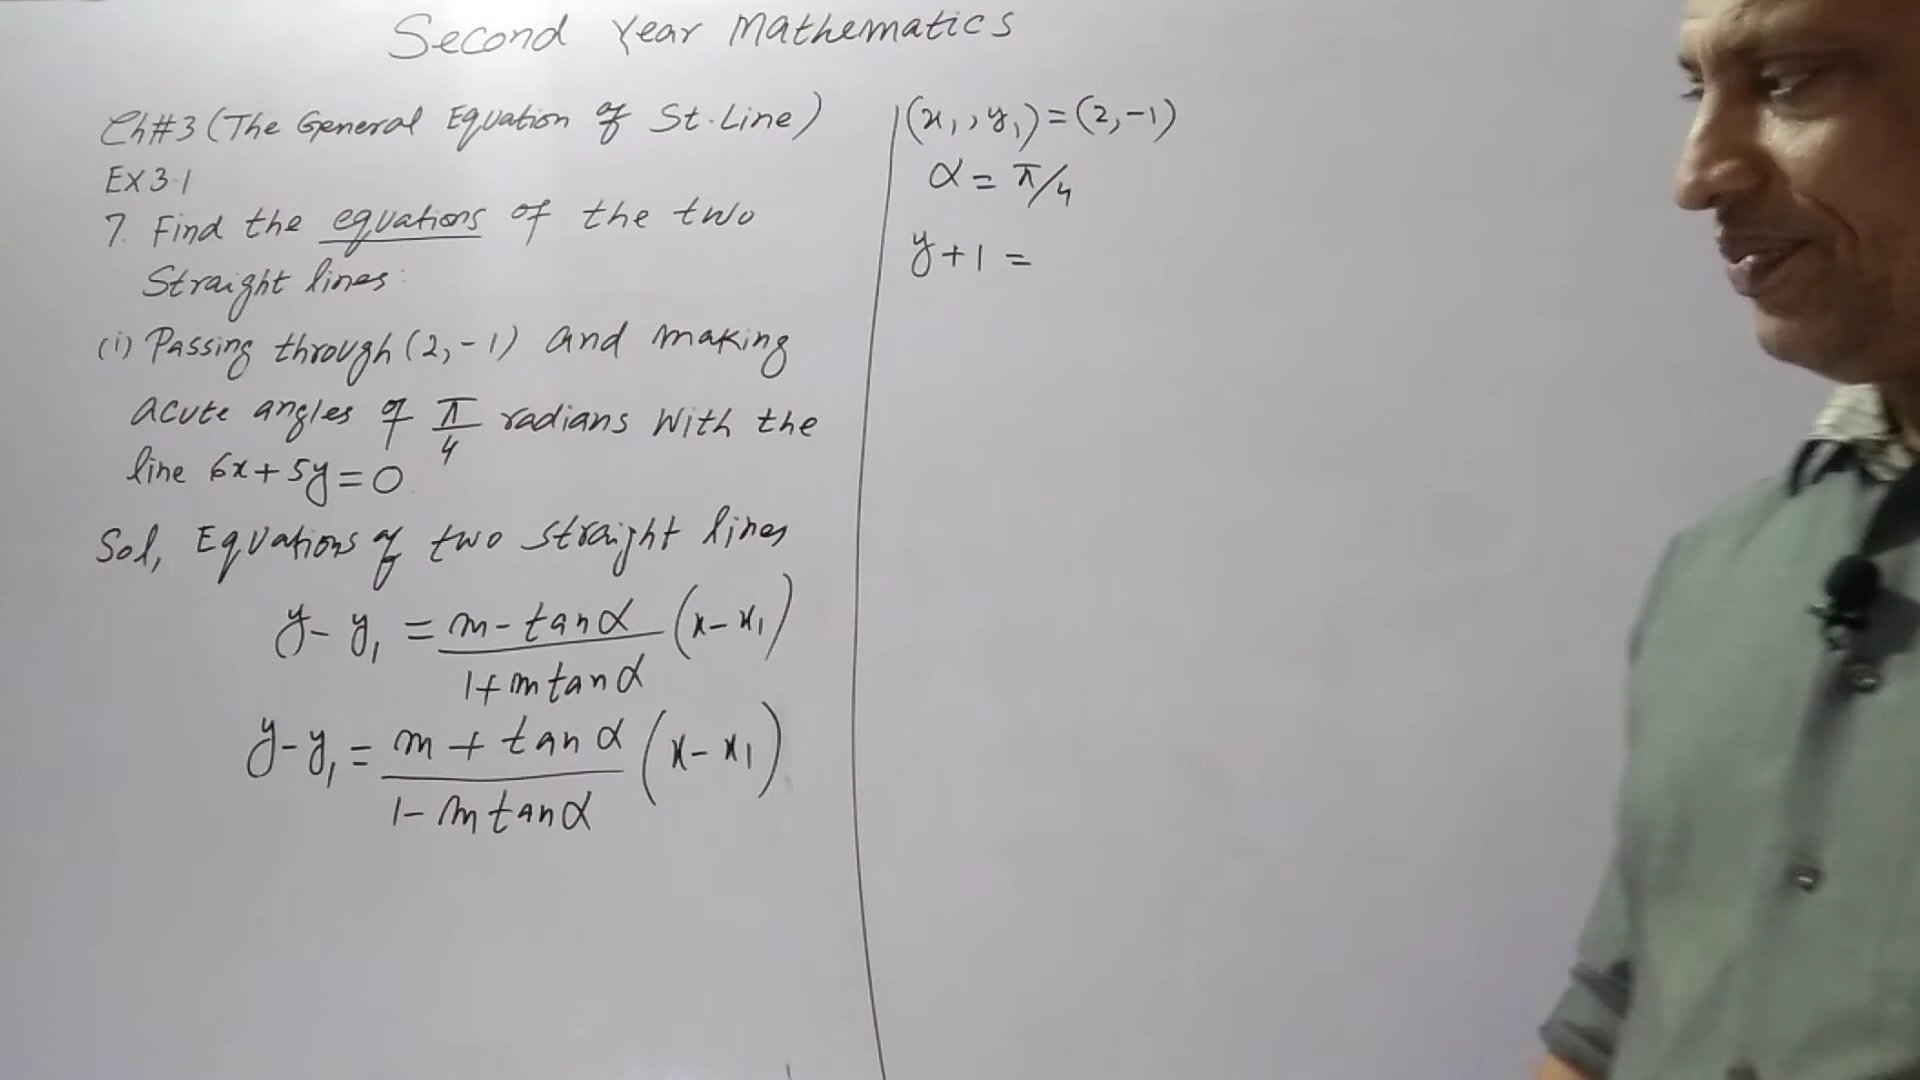 Second Year Mathematics
Ch#3 (The General Equation of St. Line)
EX 3.1
7. Find the equations of the two
Straight lines:
(i) Passing through (2, -1) and making
acute angles of π/4 radians with the
line 6x + 5y = 0
Sol, Equations of two straight lines
y - y₁ = (m - tan α)/(1 + m tan α) (x - x₁)
y - y₁ = (m + tan α)/(1 - m tan α) (x - x₁)
(x₁, y₁) = (2, -1)
α = π/4
y + 1 =